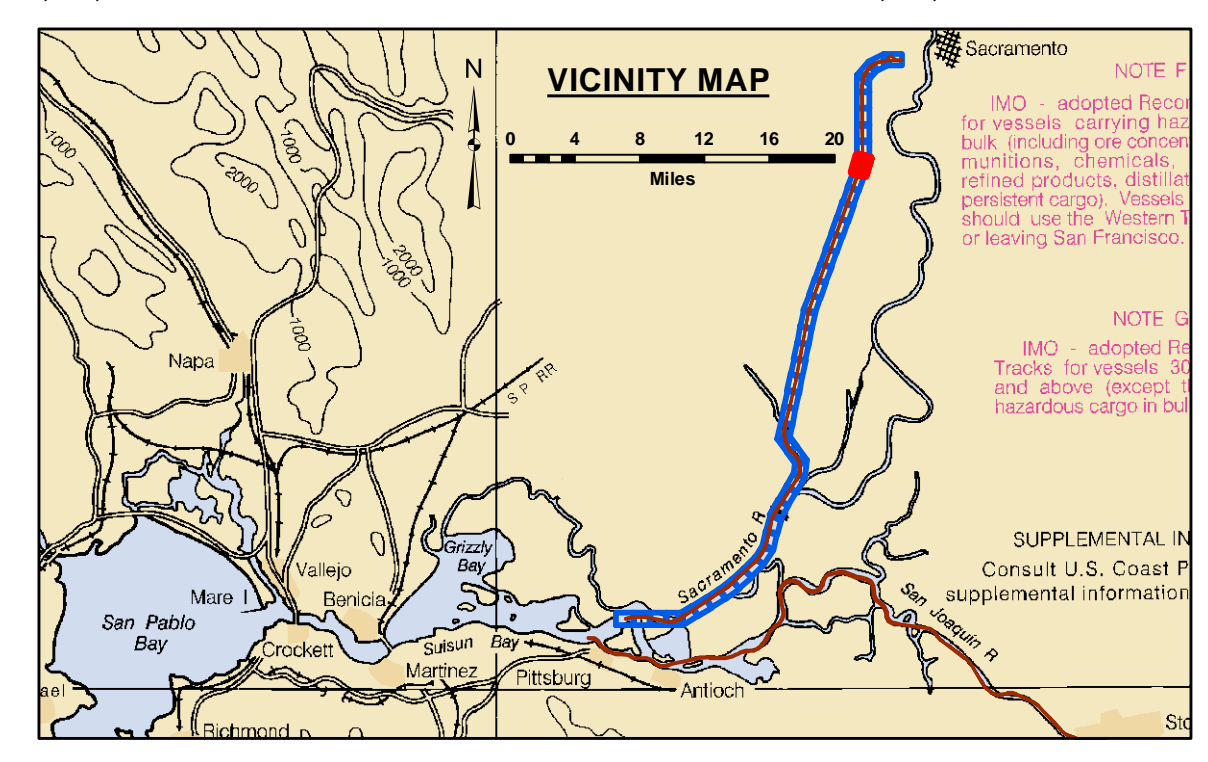 Sacramento
N
VICINITY MAP
0 4 8 12 16 20
Miles
NOTE F
IMO - adopted Recor
for vessels carrying haz
bulk (including ore concen
munitions, chemicals,
refined products, distillat
persistent cargo). Vessels
should use the Western T
or leaving San Francisco.
1000
2000
1000
2000
1000
1000
NOTE G
IMO - adopted Re
Tracks for vessels 30
and above (except th
hazardous cargo in bul
Napa
S P RR
SUPPLEMENTAL IN
Consult U.S. Coast P
supplemental information
Grizzly
Bay
Sacramento R
Vallejo
Mare I
Benicia
San Joaquin R
San Pablo
Bay
Crockett
Suisun Bay
Martinez
Pittsburg
Antioch
ael
Richmond
Sto